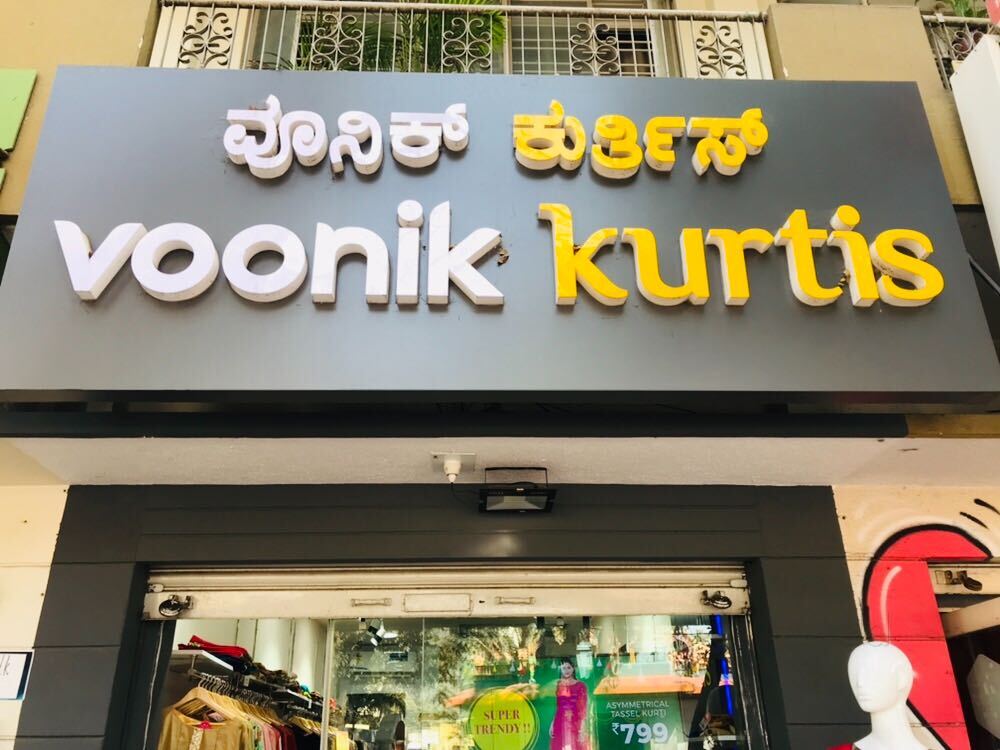 ವೂನಿಕ್ ಕುರ್ತಿಸ್
voonik kurtis
SUPER
TRENDY!!
ASYMMETRICAL
TASSEL KURTI
₹799